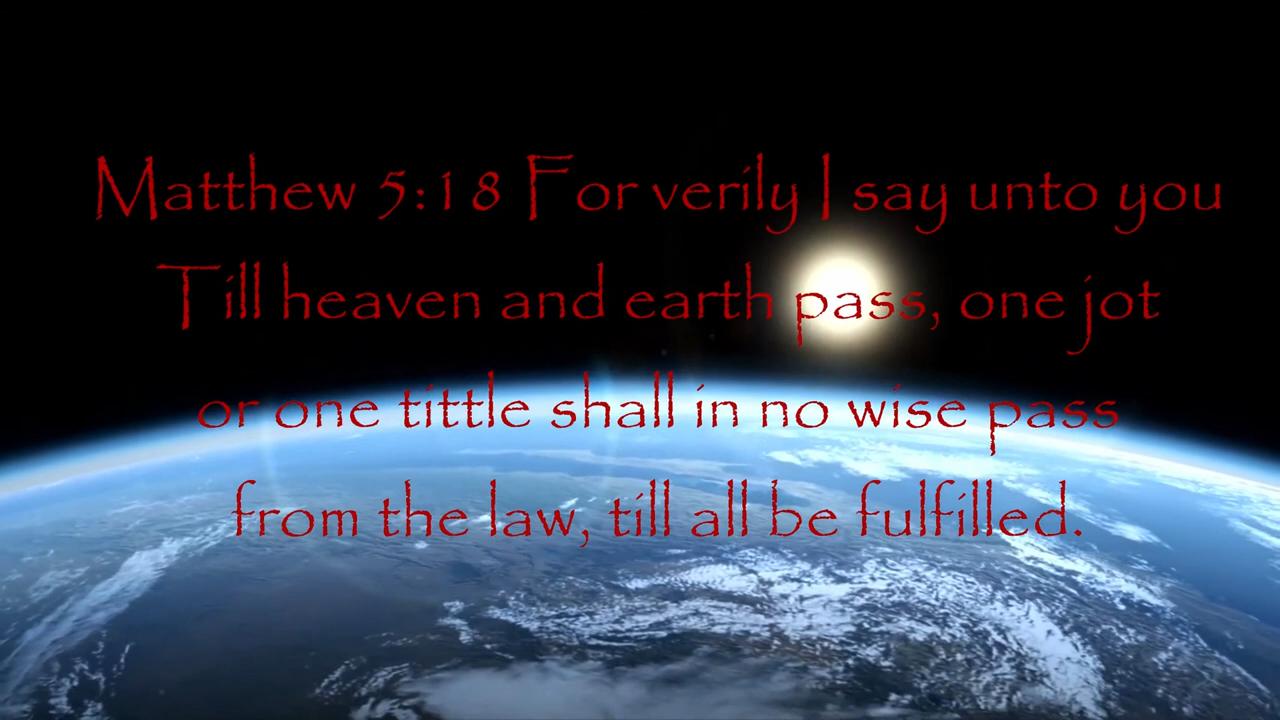 Matthew 5:18 For verily I say unto you
Till heaven and earth pass, one jot
or one tittle shall in no wise pass
from the law, till all be fulfilled.